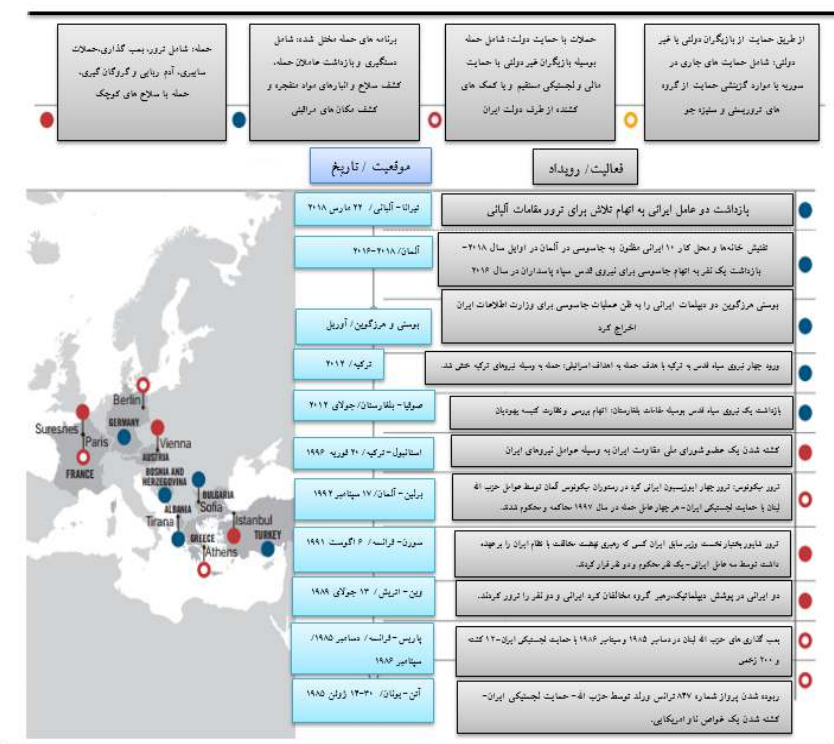 از طریق حمایت از بازیگران دولتی یا غیر
دولتی: شامل حمایت های جاری در
سوریه یا موارد گزینشی حمایت از گروه
های تروریستی و ستیزه جو
حملات با حمایت دولت: شامل حمله
بوسیله بازیگران غیر دولتی با حمایت
مالی و لجستیکی مستقیم و یا کمک های
کشنده از طرف دولت ایران
برنامه های حمله مختل شده: شامل
دستگیری و بازداشت عاملان حمله،
کشف سلاح و انبارهای مواد منفجره و
کشف مکان های مراقبتی
حمله: شامل ترور، بمب گذاری،حملات
سایبری، آدم ربایی و گروگان گیری،
حمله با سلاح های کوچک
فعالیت/ رویداد
موقعیت / تاریخ
بازداشت دو عامل ایرانی به اتهام تلاش برای ترور مقامات آلبانی
تیرانا - آلبانی/ ۲۲ مارس ۲۰۱۸
تفتیش خانه‌ها و محل کار ۱۰ ایرانی مظنون به جاسوسی در آلمان در اوایل سال ۲۰۱۸-
بازداشت یک نفر به اتهام جاسوسی برای نیروی قدس سپاه پاسداران در سال ۲۰۱۶
آلمان/ ۲۰۱۸-۲۰۱۶
بوسنی هرزگوین دو دیپلمات ایرانی را به ظن عملیات جاسوسی برای وزارت اطلاعات ایران
اخراج کرد
بوسنی و هرزگوین/ آوریل
ورود چهار نیروی سپاه قدس به ترکیه با هدف حمله به اهداف اسرائیلی: حمله به وسیله نیروهای ترکیه خنثی شد.
ترکیه/ ۲۰۱۲
بازداشت یک نیروی سپاه قدس بوسیله مقامات بلغارستان: اتهام بررسی و نظارت کنیسه یهودیان
صوفیا - بلغارستان/ جولای ۲۰۱۲
کشته شدن یک عضو شورای ملی مقاومت ایران به وسیله عوامل نیروهای ایران
استانبول - ترکیه/ ۲۰ فوریه ۱۹۹۶
ترور میکونوس: ترور چهار اپوزیسیون ایرانی کرد در رستوران میکونوس آلمان توسط عوامل حزب الله
لبنان با حمایت لجستیکی ایران - هر چهار عامل حمله در سال ۱۹۹۷ محاکمه و محکوم شدند.
برلین - آلمان/ ۱۷ سپتامبر ۱۹۹۲
ترور شاپور بختیار نخست وزیر سابق ایران کسی که رهبری نهضت مخالفت با نظام ایران را برعهده
داشت توسط سه عامل ایرانی - یک نفر محکوم و دو نفر فرار کردند.
سورن - فرانسه/ ۶ آگوست ۱۹۹۱
دو ایرانی در پوشش دیپلماتیک،رهبر گروه مخالفان کرد ایرانی و دو نفر را ترور کردند.
وین - اتریش/ ۱۳ جولای ۱۹۸۹
بمب گذاری های حزب الله لبنان در دسامبر ۱۹۸۵ و سپتامبر ۱۹۸۶ با حمایت لجستیکی ایران-۱۲ کشته
و ۲۰۰ زخمی
پاریس - فرانسه/ دسامبر ۱۹۸۵/
سپتامبر ۱۹۸۶
ربوده شدن پرواز شماره ۸۴۷ ترانس ورلد توسط حزب الله - حمایت لجستیکی ایران-
کشته شدن یک غواص ناو امریکایی.
آتن - یونان/ ۳۰-۱۴ ژوئن ۱۹۸۵
Berlin
Suresnes
GERMANY
Paris
Vienna
AUSTRIA
FRANCE
BOSNIA AND
HERZEGOVINA
BULGARIA
Sofia
ALBANIA
Tirana
Istanbul
GREECE
TURKEY
Athens